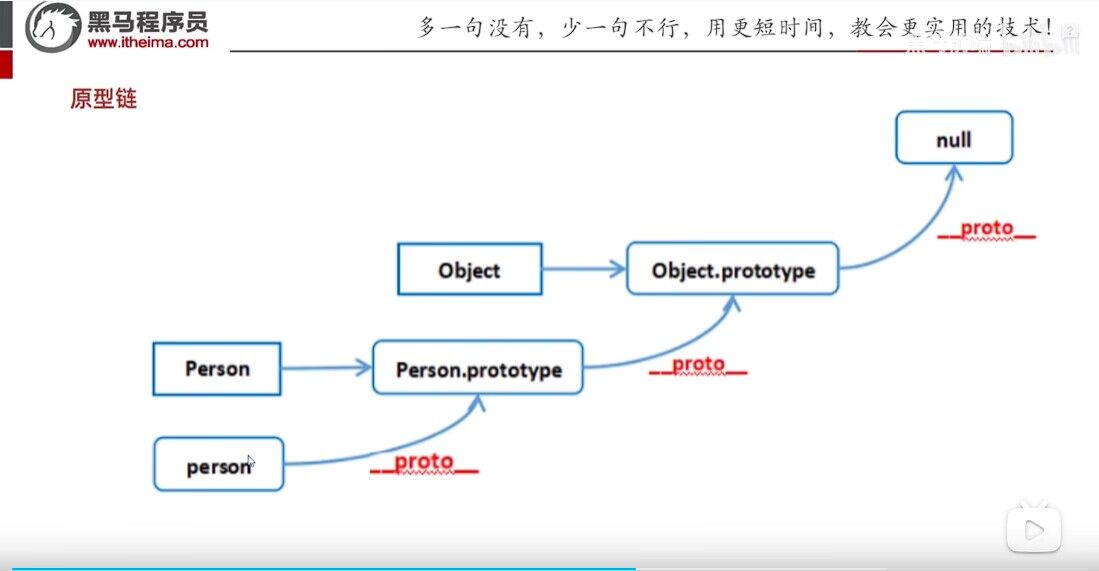 黑马程序员
www.itheima.com
多一句没有，少一句不行，用更短时间，教会更实用的技术！
原型链
null
__proto__
Object
Object.prototype
__proto__
Person
Person.prototype
person
__proto__